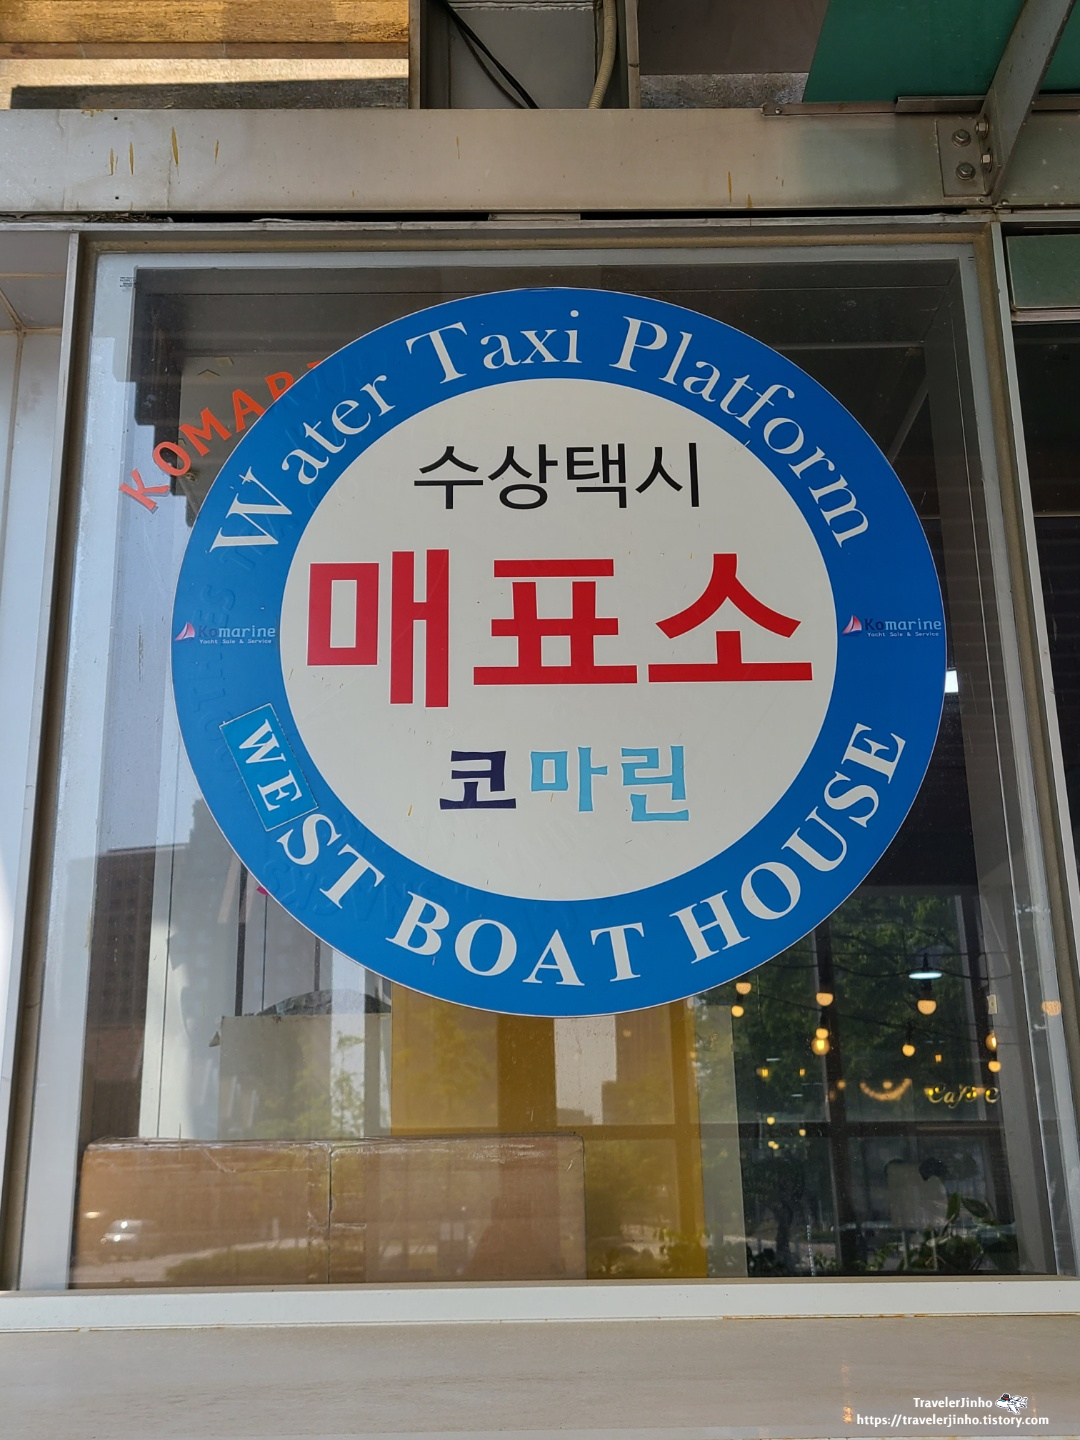 KOMAR
Water Taxi Platform
수상택시
매표소
코마린
Komarine
Yacht Sale & Service
Komarine
Yacht Sale & Service
WEST BOAT HOUSE
TravelerJinho
https://travelerjinho.tistory.com